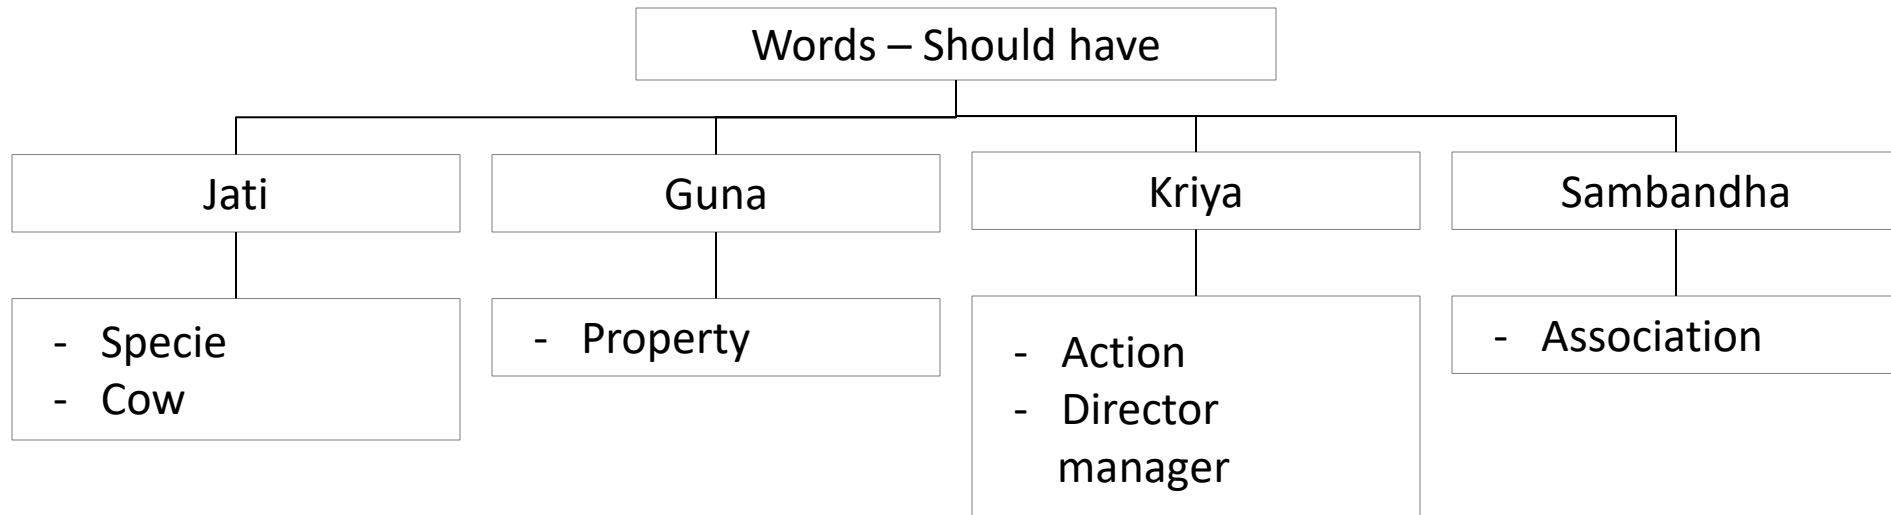 Words – Should have
Jati
Guna
Kriya
Sambandha
- Specie
- Cow
- Property
- Action
- Director
manager
- Association